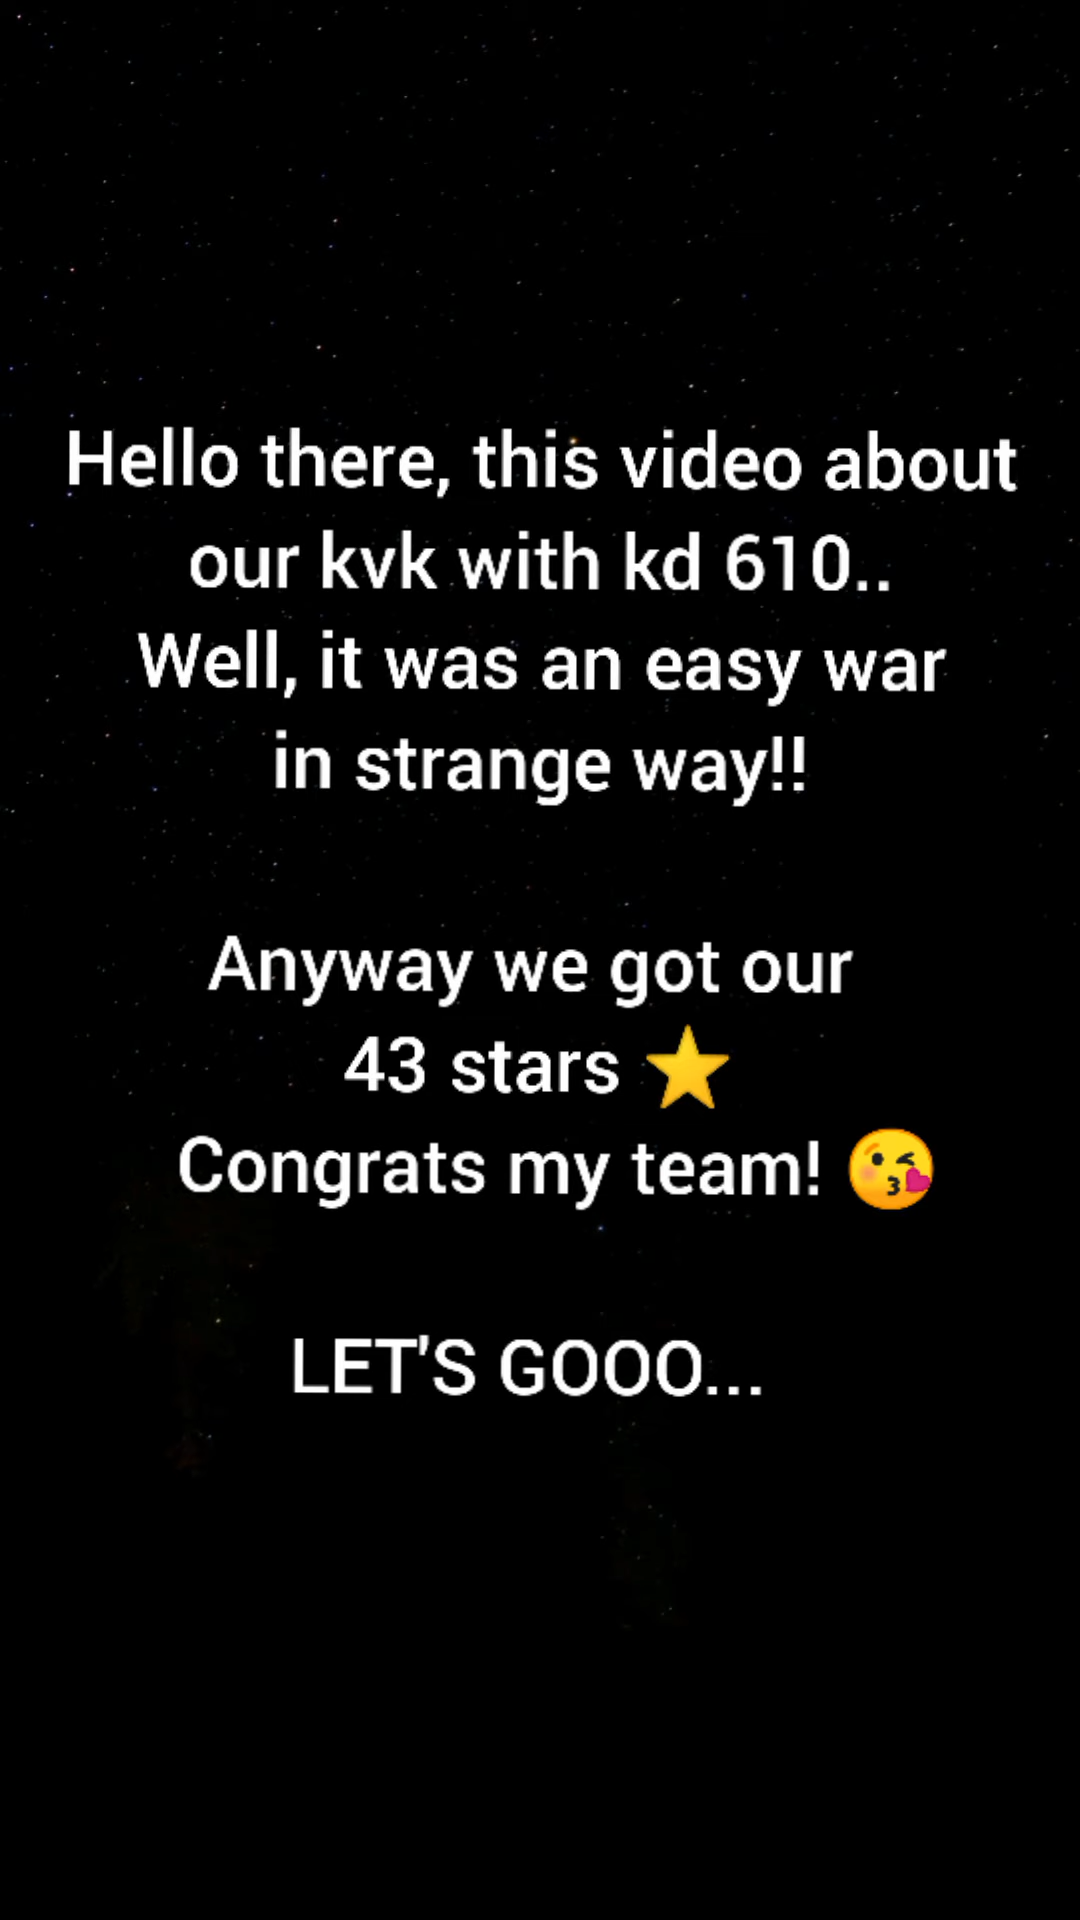 Hello there, this video about
our kvk with kd 610..
Well, it was an easy war
in strange way!!
Anyway we got our
43 stars ⭐
Congrats my team! 😘
LET'S GOOO...